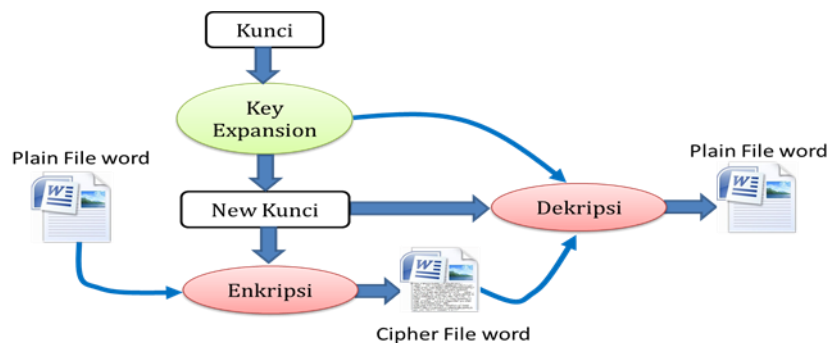 Kunci
Key
Expansion
Plain File word
Plain File word
New Kunci
Dekripsi
Enkripsi
Cipher File word